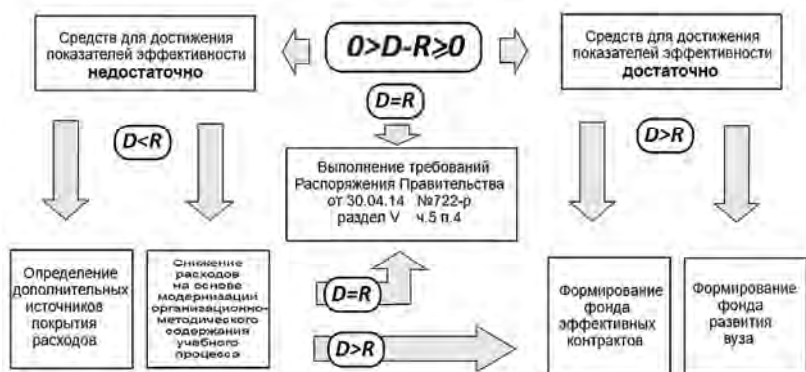 Средств для достижения
показателей эффективности
недостаточно
0>D-R≥0
Средств для достижения
показателей эффективности
достаточно
D=R
D<R
D>R
Выполнение требований
Распоряжения Правительства
от 30.04.14 №722-р
раздел V ч.5 п.4
Определение
дополнительных
источников
покрытия
расходов
Снижение
расходов
на основе
модернизации
организационно-
методического
содержания
учебного
процесса
D=R
D>R
Формирование
фонда
эффективных
контрактов
Формирование
фонда
развития
вуза